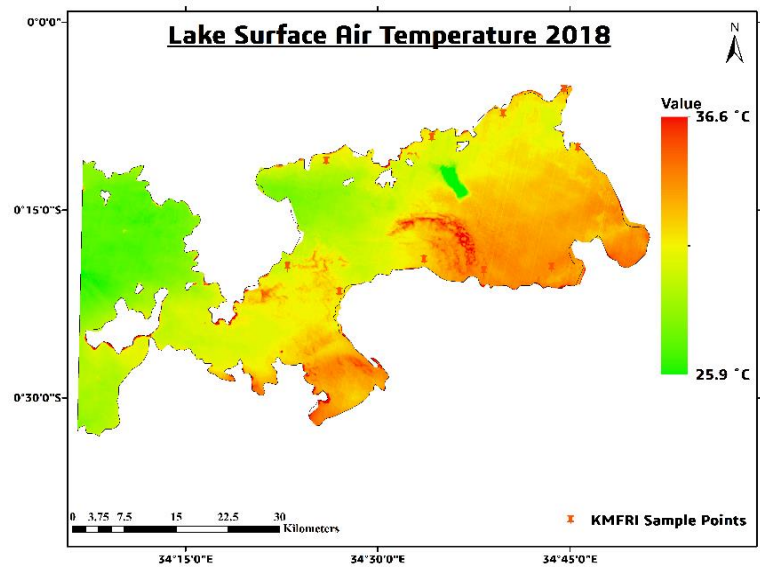 0°0'0"
Lake Surface Air Temperature 2018
N
Value
36.6 °C
0°15'0"S
25.9 °C
0°30'0"S
0 3.75 7.5 15 22.5 30
Kilometers
KMFRI Sample Points
34°15'0"E 34°30'0"E 34°45'0"E